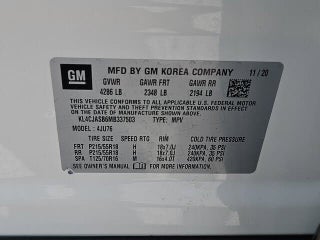 GM
MFD BY GM KOREA COMPANY 11/20
GVWR GAWR FRT GAWR RR
4286 LB 2348 LB 2194 LB
THIS VEHICLE CONFORMS TO ALL APPLICABLE U.S. FEDERAL MOTOR
VEHICLE SAFETY, BUMPER, AND THEFT PREVENTION STANDARDS
IN EFFECT ON THE DATE OF MANUFACTURE SHOWN ABOVE.
KL4CJASB6MB337503 TYPE: MPV
MODEL: 4JU76
TIRE SIZE SPEED RTG RIM COLD TIRE PRESSURE
FRT P215/55R18 H 18x7.0J 240KPA, 35 PSI
RR P215/55R18 H 18x7.0J 240KPA, 35 PSI
SPA T125/70R16 M 16x4.0T 420KPA, 60 PSI
SEE OWNER'S MANUAL